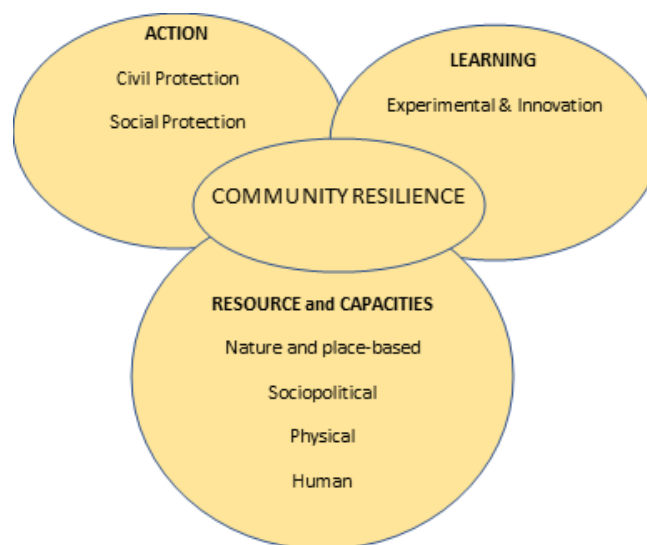 ACTION
Civil Protection
Social Protection
LEARNING
Experimental & Innovation
COMMUNITY RESILIENCE
RESOURCE and CAPACITIES
Nature and place-based
Sociopolitical
Physical
Human